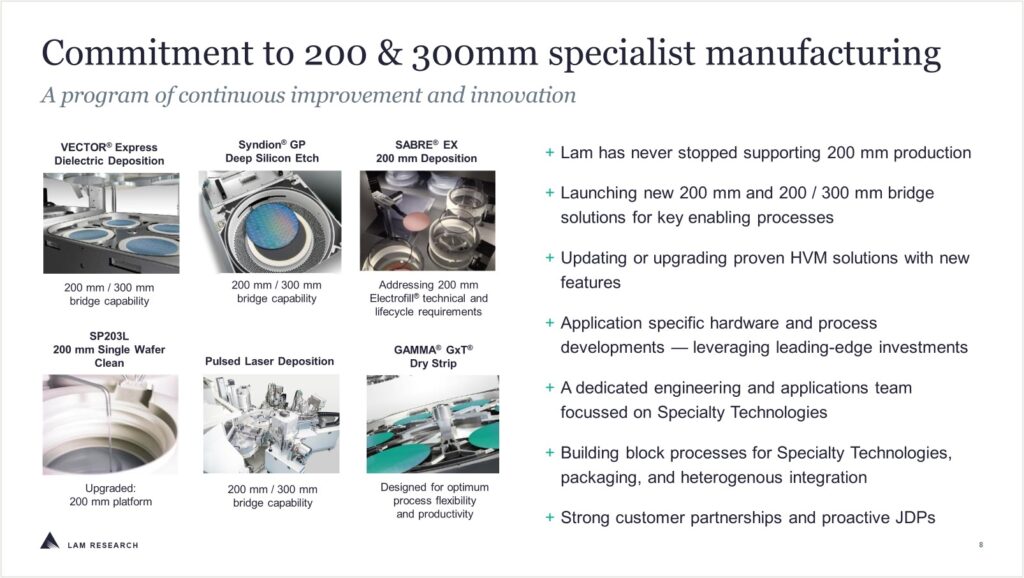 Commitment to 200 & 300mm specialist manufacturing
A program of continuous improvement and innovation
VECTOR® Express
Dielectric Deposition
200 mm / 300 mm
bridge capability
Syndion® GP
Deep Silicon Etch
200 mm / 300 mm
bridge capability
SABRE® EX
200 mm Deposition
Addressing 200 mm
Electrofill® technical and
lifecycle requirements
SP203L
200 mm Single Wafer
Clean
Upgraded:
200 mm platform
Pulsed Laser Deposition
200 mm / 300 mm
bridge capability
GAMMA® GxT®
Dry Strip
Designed for optimum
process flexibility
and productivity
+ Lam has never stopped supporting 200 mm production
+ Launching new 200 mm and 200 / 300 mm bridge
solutions for key enabling processes
+ Updating or upgrading proven HVM solutions with new
features
+ Application specific hardware and process
developments — leveraging leading-edge investments
+ A dedicated engineering and applications team
focussed on Specialty Technologies
+ Building block processes for Specialty Technologies,
packaging, and heterogenous integration
+ Strong customer partnerships and proactive JDPs
LAM RESEARCH
8